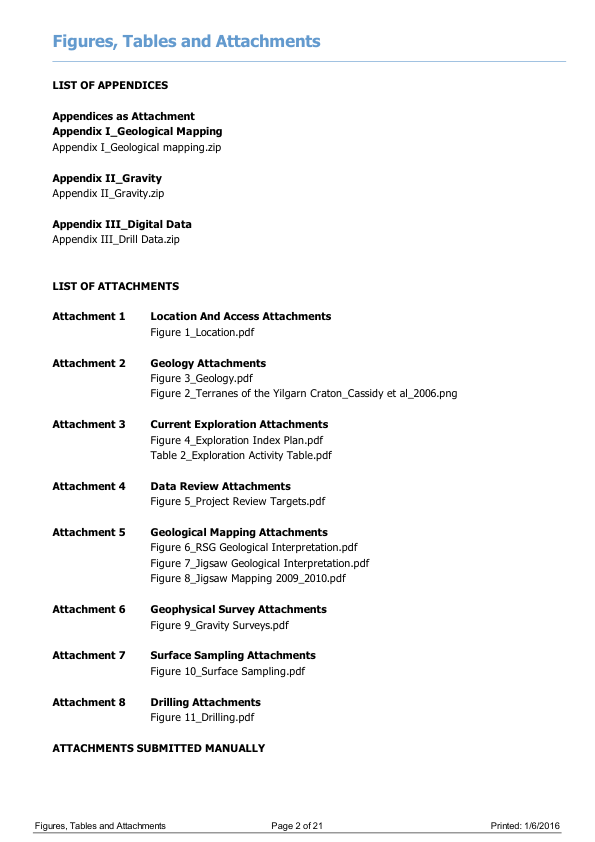 Figures, Tables and Attachments
LIST OF APPENDICES
Appendices as Attachment
Appendix I_Geological Mapping
Appendix I_Geological mapping.zip
Appendix II_Gravity
Appendix II_Gravity.zip
Appendix III_Digital Data
Appendix III_Drill Data.zip
LIST OF ATTACHMENTS
Attachment 1 Location And Access Attachments
Figure 1_Location.pdf
Attachment 2 Geology Attachments
Figure 3_Geology.pdf
Figure 2_Terranes of the Yilgarn Craton_Cassidy et al_2006.png
Attachment 3 Current Exploration Attachments
Figure 4_Exploration Index Plan.pdf
Table 2_Exploration Activity Table.pdf
Attachment 4 Data Review Attachments
Figure 5_Project Review Targets.pdf
Attachment 5 Geological Mapping Attachments
Figure 6_RSG Geological Interpretation.pdf
Figure 7_Jigsaw Geological Interpretation.pdf
Figure 8_Jigsaw Mapping 2009_2010.pdf
Attachment 6 Geophysical Survey Attachments
Figure 9_Gravity Surveys.pdf
Attachment 7 Surface Sampling Attachments
Figure 10_Surface Sampling.pdf
Attachment 8 Drilling Attachments
Figure 11_Drilling.pdf
ATTACHMENTS SUBMITTED MANUALLY
Figures, Tables and Attachments Page 2 of 21 Printed: 1/6/2016